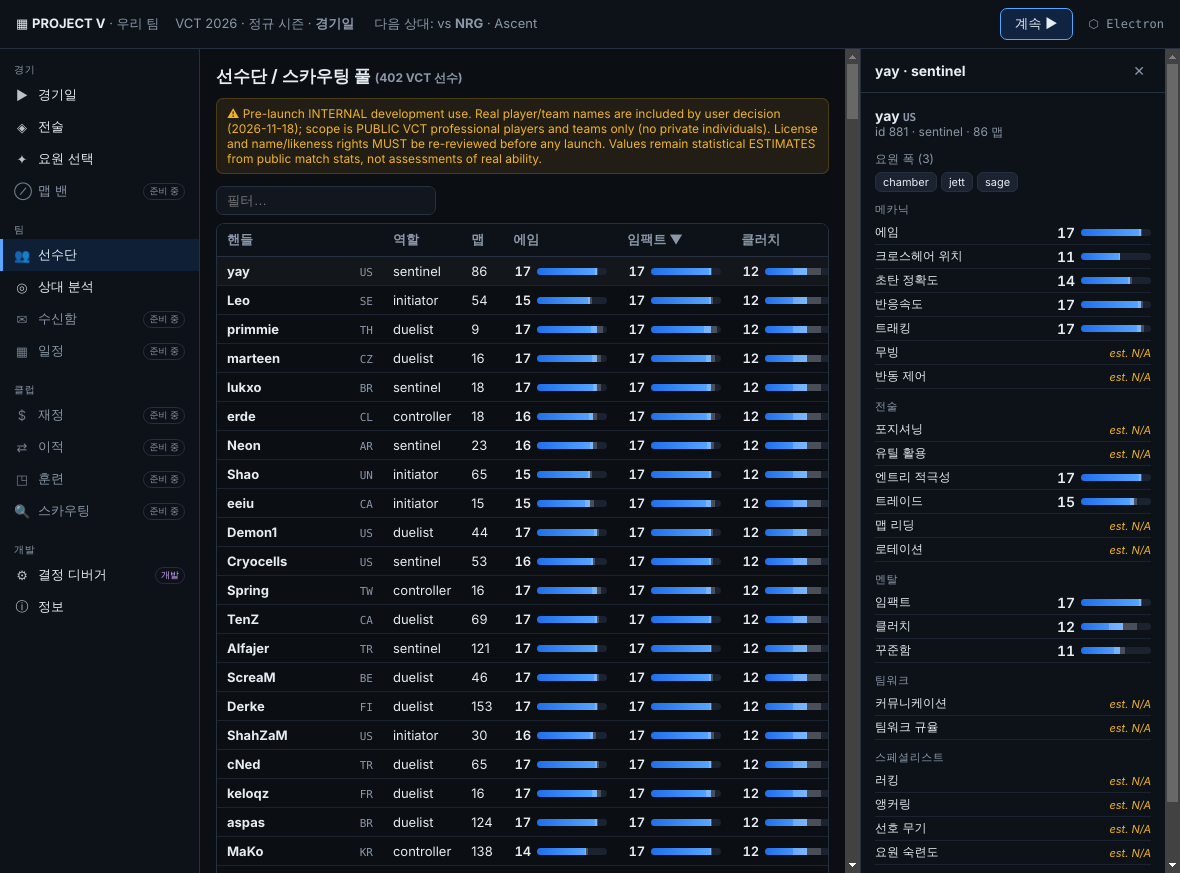 ▦ PROJECT V · 우리 팀 VCT 2026 · 정규 시즌 · 경기일 다음 상대: vs NRG · Ascent 계속 ▶ ⬡ Electron
경기
▶ 경기일
◈ 전술
✦ 요원 선택
맵 밴 준비 중
팀
👥 선수단
◎ 상대 분석
✉ 수신함 준비 중
▦ 일정 준비 중
클럽
$ 재정 준비 중
⇄ 이적 준비 중
◳ 훈련 준비 중
🔍 스카우팅 준비 중
개발
⚙ 결정 디버거 개발
ⓘ 정보
선수단 / 스카우팅 풀 (402 VCT 선수)
⚠ Pre-launch INTERNAL development use. Real player/team names are included by user decision
(2026-11-18); scope is PUBLIC VCT professional players and teams only (no private individuals). License
and name/likeness rights MUST be re-reviewed before any launch. Values remain statistical ESTIMATES
from public match stats, not assessments of real ability.
필터…
핸들 역할 맵 에임 임팩트 ▼ 클러치
yay US sentinel 86 17 17 12
Leo SE initiator 54 15 17 12
primmie TH duelist 9 17 17 12
marteen CZ duelist 16 17 17 12
lukxo BR sentinel 18 17 17 12
erde CL controller 18 16 17 12
Neon AR sentinel 23 16 17 12
Shao UN initiator 65 15 17 12
eeiu CA initiator 15 15 17 12
Demon1 US duelist 44 17 17 12
Cryocells US sentinel 53 16 17 12
Spring TW controller 16 17 17 12
TenZ CA duelist 69 17 17 12
Alfajer TR sentinel 121 17 17 12
ScreaM BE duelist 46 17 17 12
Derke FI duelist 153 17 17 12
ShahZaM US initiator 30 16 17 12
cNed TR duelist 65 17 17 12
keloqz FR duelist 16 17 17 12
aspas BR duelist 124 17 17 12
MaKo KR controller 138 14 17 12
yay · sentinel ✕
yay US
id 881 · sentinel · 86 맵
요원 폭 (3)
chamber jett sage
메카닉
에임 17
크로스헤어 위치 11
초탄 정확도 14
반응속도 17
트래킹 17
무빙 est. N/A
반동 제어 est. N/A
전술
포지셔닝 est. N/A
유틸 활용 est. N/A
엔트리 적극성 17
트레이드 15
맵 리딩 est. N/A
로테이션 est. N/A
멘탈
임팩트 17
클러치 12
꾸준함 11
팀워크
커뮤니케이션 est. N/A
팀워크 규율 est. N/A
스페셜리스트
러킹 est. N/A
앵커링 est. N/A
선호 무기 est. N/A
요원 숙련도 est. N/A